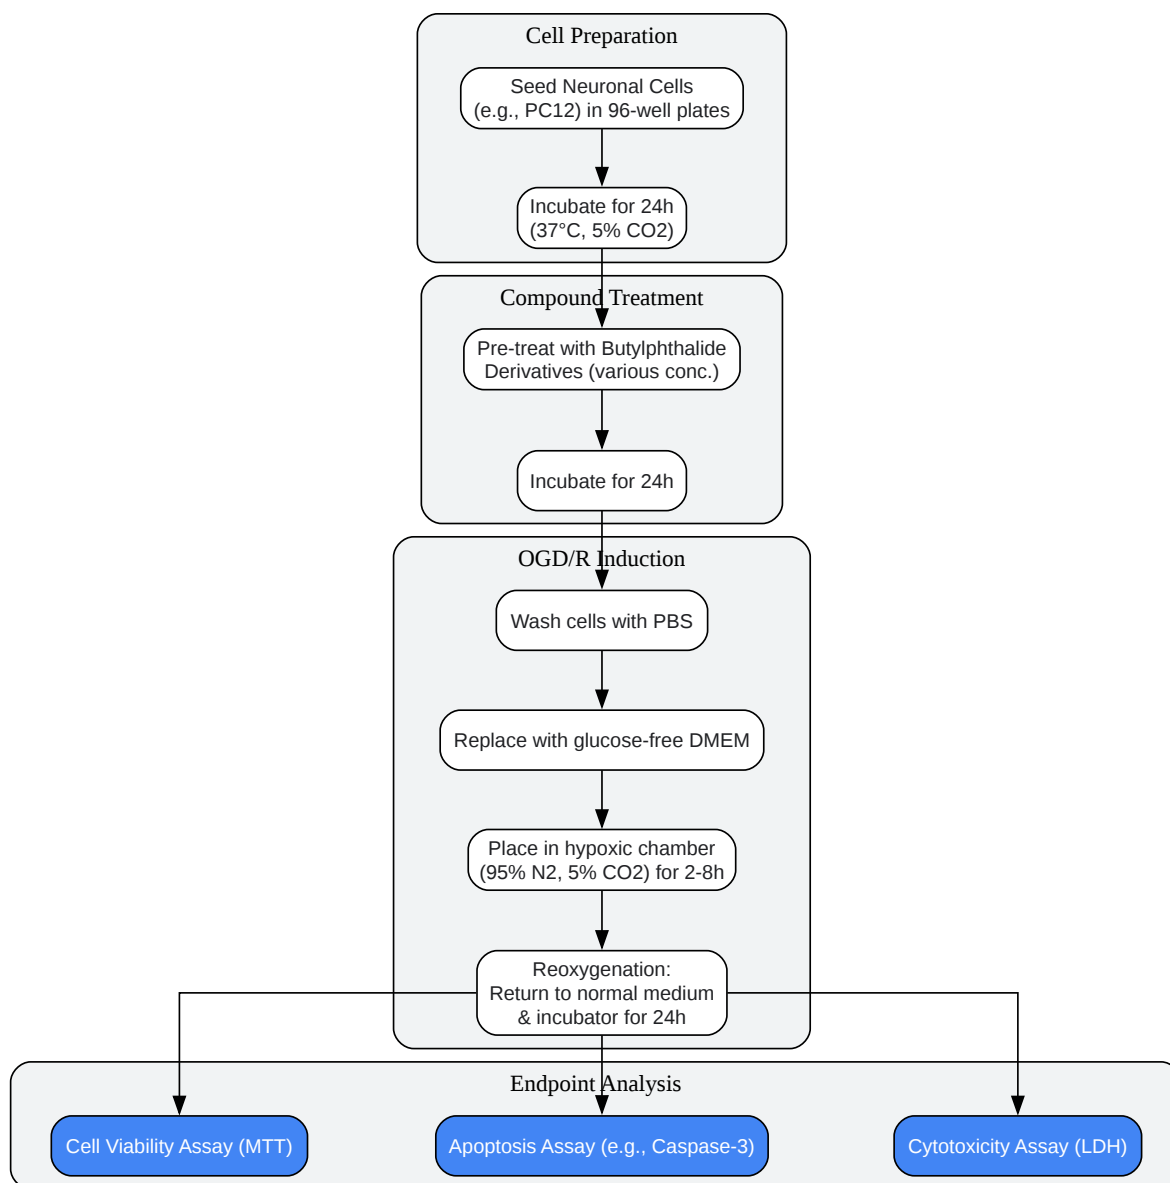 Cell Preparation
Seed Neuronal Cells
(e.g., PC12) in 96-well plates
Incubate for 24h
(37°C, 5% CO2)
Compound Treatment
Pre-treat with Butylphthalide
Derivatives (various conc.)
Incubate for 24h
OGD/R Induction
Wash cells with PBS
Replace with glucose-free DMEM
Place in hypoxic chamber
(95% N2, 5% CO2) for 2-8h
Reoxygenation:
Return to normal medium
& incubator for 24h
Endpoint Analysis
Cell Viability Assay (MTT)
Apoptosis Assay (e.g., Caspase-3)
Cytotoxicity Assay (LDH)